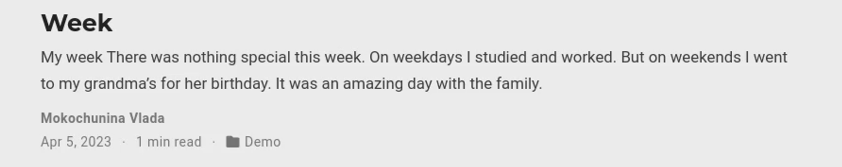 Week
My week There was nothing special this week. On weekdays I studied and worked. But on weekends I went
to my grandma’s for her birthday. It was an amazing day with the family.
Mokochunina Vlada
Apr 5, 2023 · 1 min read · Demo